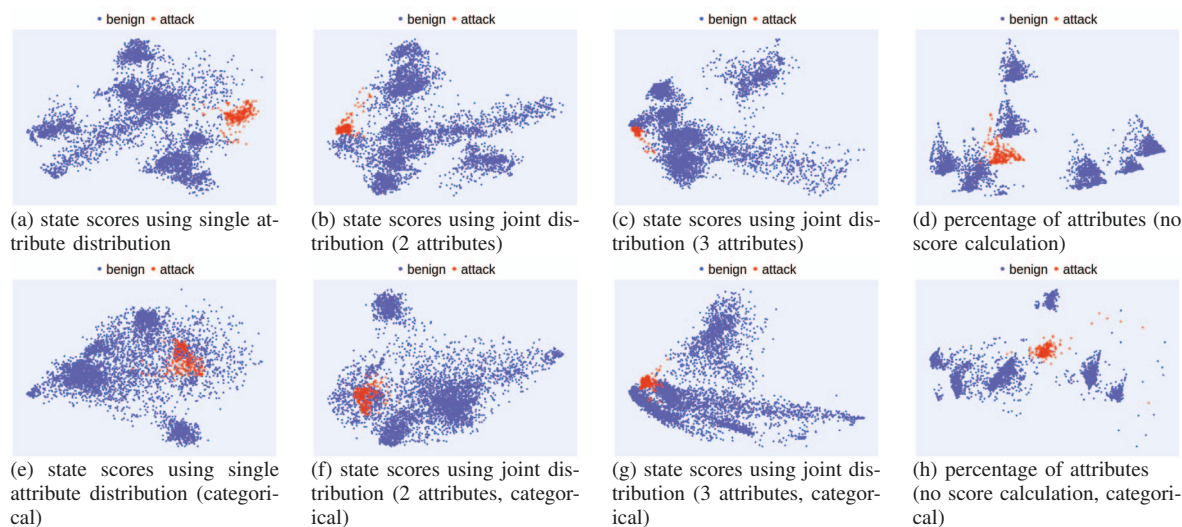 benign attack
benign attack
benign attack
benign attack
(a) state scores using single at-
tribute distribution
(b) state scores using joint dis-
tribution (2 attributes)
(c) state scores using joint dis-
tribution (3 attributes)
(d) percentage of attributes (no
score calculation)
benign attack
benign attack
benign attack
benign attack
(e) state scores using single
attribute distribution (categori-
cal)
(f) state scores using joint dis-
tribution (2 attributes, categor-
ical)
(g) state scores using joint dis-
tribution (3 attributes, categor-
ical)
(h) percentage of attributes
(no score calculation, categori-
cal)